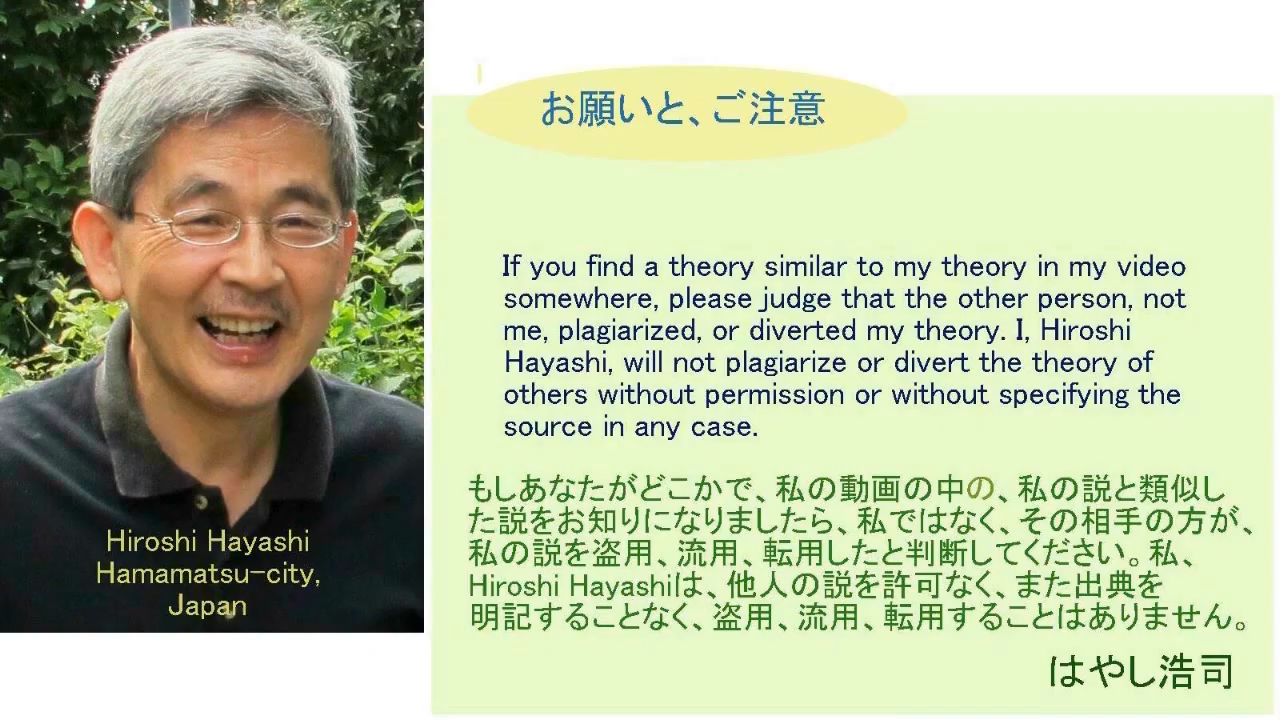 お願いと、ご注意
If you find a theory similar to my theory in my video
somewhere, please judge that the other person, not
me, plagiarized, or diverted my theory. I, Hiroshi
Hayashi, will not plagiarize or divert the theory of
others without permission or without specifying the
source in any case.
もしあなたがどこかで、私の動画の中の、私の説と類似し
た説をお知りになりましたら、私ではなく、その相手の方が、
私の説を盗用、流用、転用したと判断してください。私、
Hiroshi Hayashiは、他人の説を許可なく、また出典を
明記することなく、盗用、流用、転用することはありません。
はやし浩司
Hiroshi Hayashi
Hamamatsu-city,
Japan